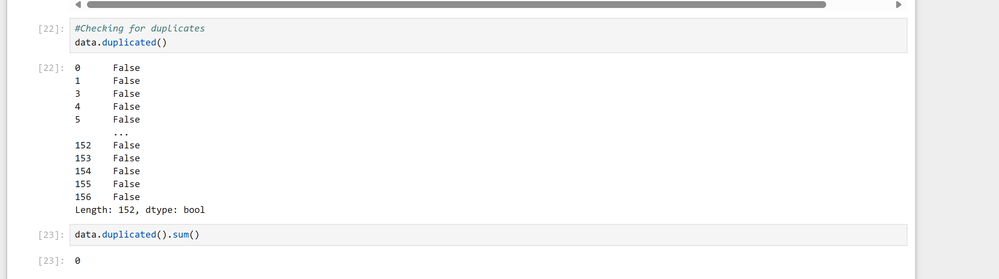 [22]: #Checking for duplicates
data.duplicated()
[22]: 0      False
1      False
3      False
4      False
5      False
       ...
152    False
153    False
154    False
155    False
156    False
Length: 152, dtype: bool
[23]: data.duplicated().sum()
[23]: 0